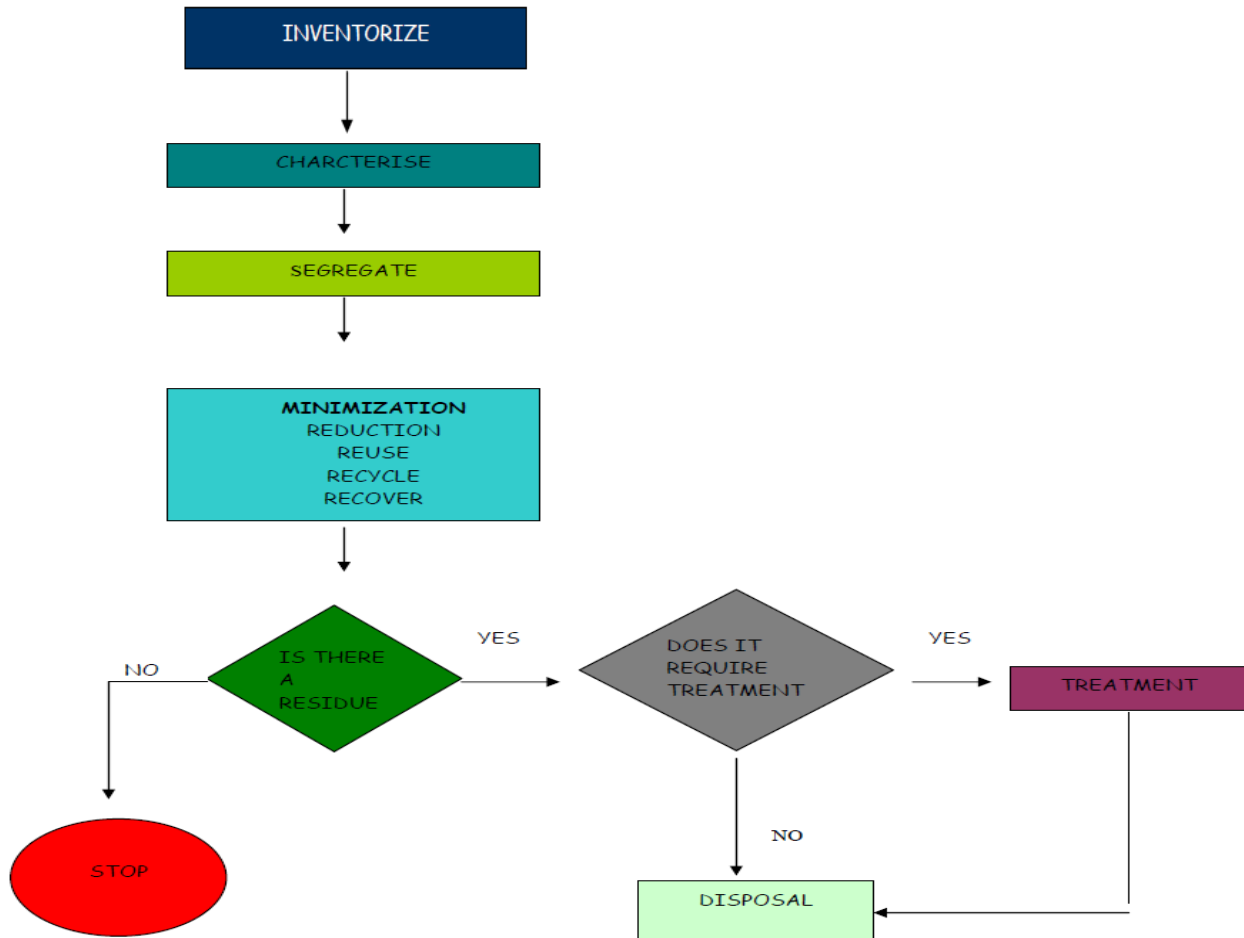 INVENTORIZE
CHARCTERISE
SEGREGATE
MINIMIZATION
REDUCTION
REUSE
RECYCLE
RECOVER
NO
IS THERE
A
RESIDUE
YES
DOES IT
REQUIRE
TREATMENT
YES
TREATMENT
NO
STOP
DISPOSAL